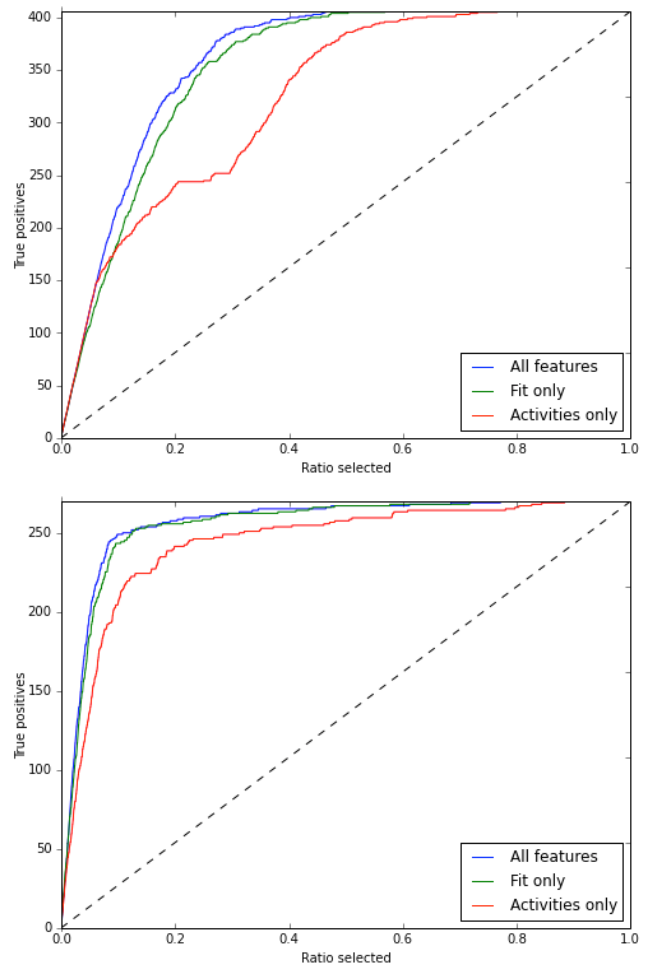 400
350
300
250
200
150
100
50
0
True positives
0.0 0.2 0.4 0.6 0.8 1.0
Ratio selected
All features
Fit only
Activities only
250
200
150
100
50
0
True positives
0.0 0.2 0.4 0.6 0.8 1.0
Ratio selected
All features
Fit only
Activities only